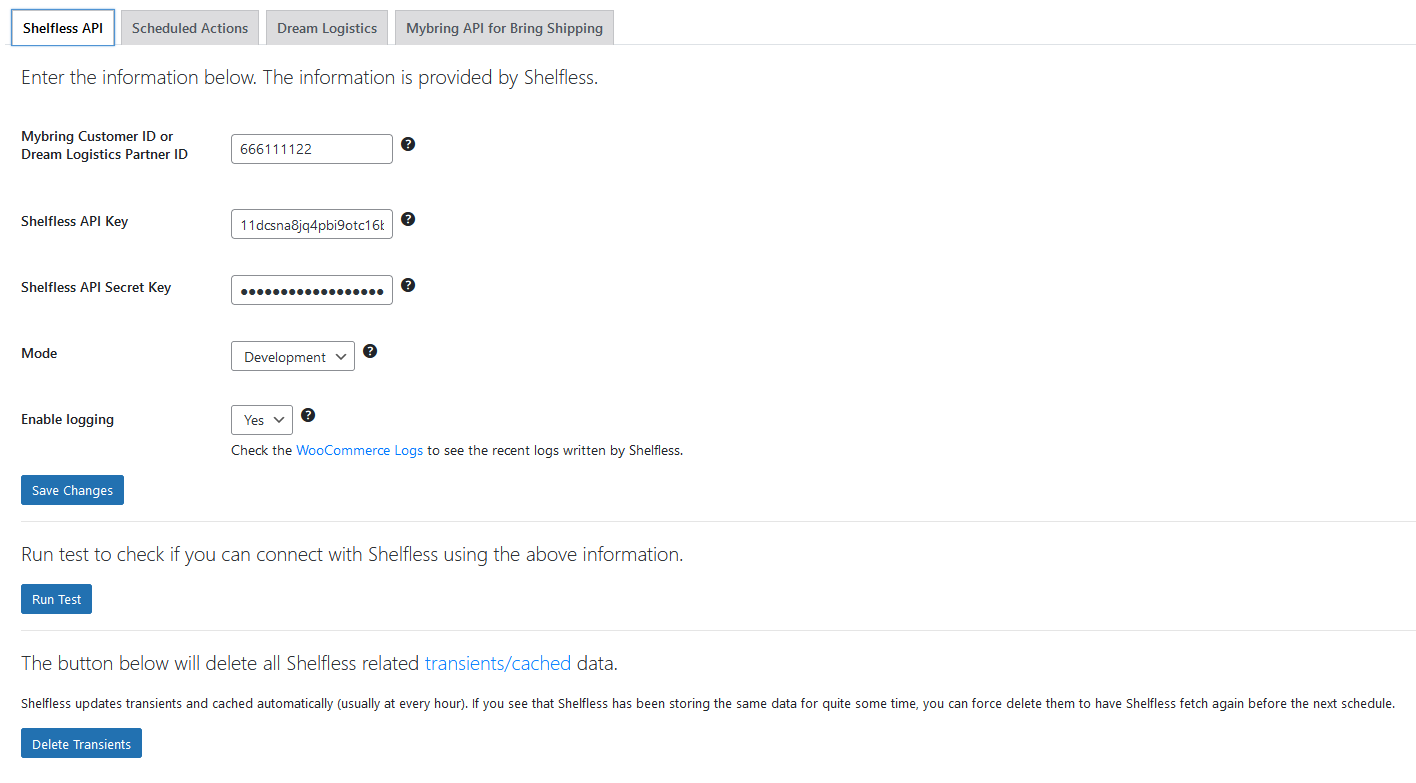 Shelfless API Scheduled Actions Dream Logistics Mybring API for Bring Shipping
Enter the information below. The information is provided by Shelfless.
Mybring Customer ID or
Dream Logistics Partner ID
666111122
Shelfless API Key
11dcsna8jq4pbi9otc16b
Shelfless API Secret Key
Mode
Development
Enable logging
Yes
Check the WooCommerce Logs to see the recent logs written by Shelfless.
Save Changes
Run test to check if you can connect with Shelfless using the above information.
Run Test
The button below will delete all Shelfless related transients/cached data.
Shelfless updates transients and cached automatically (usually at every hour). If you see that Shelfless has been storing the same data for quite some time, you can force delete them to have Shelfless fetch again before the next schedule.
Delete Transients